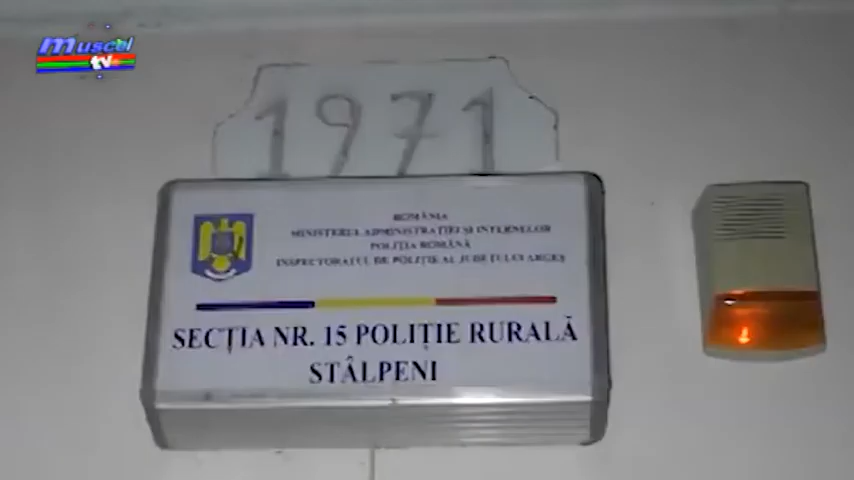 Muscel
tv
1971
ROMÂNIA
MINISTERUL ADMINISTRAȚIEI ȘI INTERNELOR
POLIȚIA ROMÂNĂ
INSPECTORATUL DE POLIȚIE AL JUDEȚULUI ARGEȘ
SECȚIA NR. 15 POLIȚIE RURALĂ
STÂLPENI